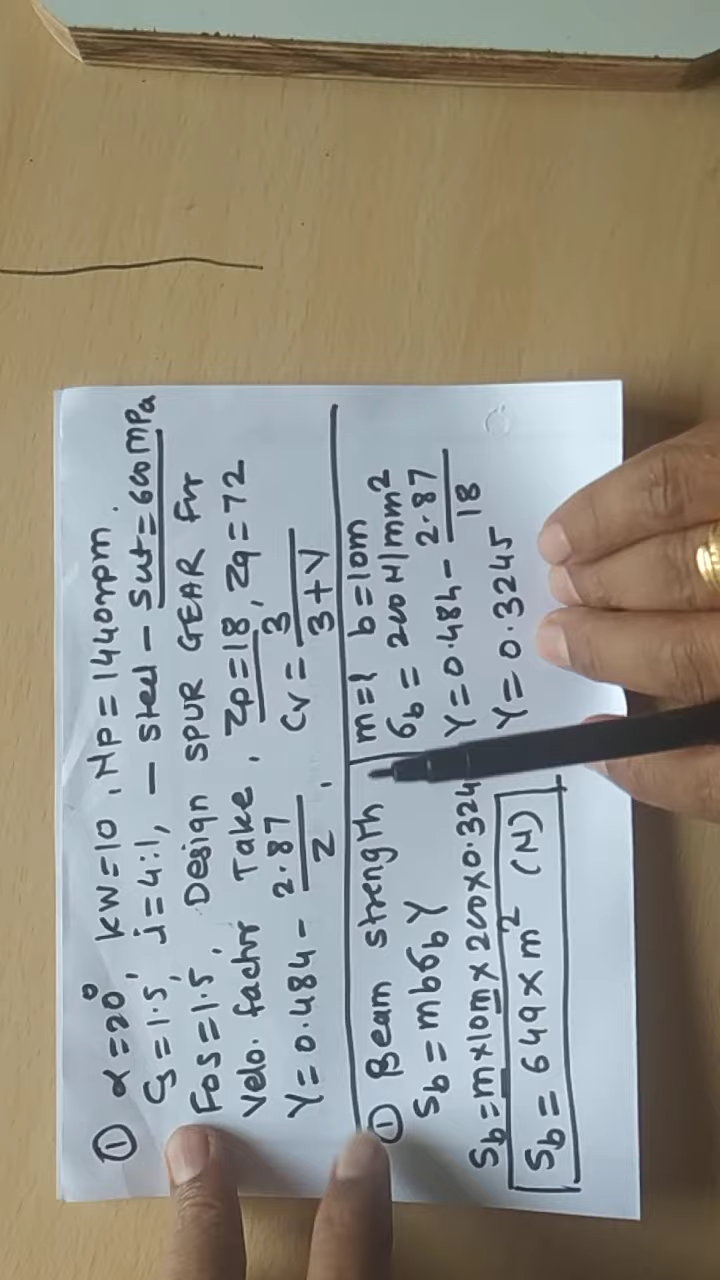 ① α=20°, KW=10, Np=1440rpm.
Cs=1.5, i=4:1, – steel – Sut=600MPa
FOS=1.5, Design SPUR GEAR for
Velo. factor Take, Zp=18, Zg=72
Y=0.484 - 2.87/Z, Cv = 3/3+V
① Beam strength
Sb = mbσbY
Sb=m×10m×200×0.324
Sb = 649×m² (N)
m=? b=10m
σb = 200 N/mm²
Y=0.484 - 2.87/18
Y=0.3245